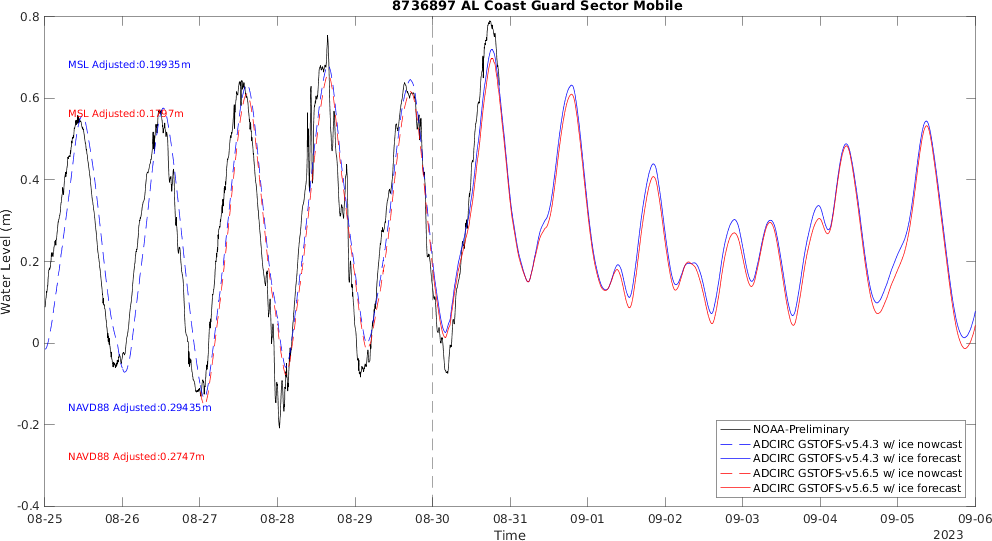 8736897 AL Coast Guard Sector Mobile
0.8
0.6
0.4
0.2
0
-0.2
-0.4
Water Level (m)
MSL Adjusted:0.19935m
MSL Adjusted:0.1797m
NAVD88 Adjusted:0.29435m
NAVD88 Adjusted:0.2747m
NOAA-Preliminary
ADCIRC GSTOFS-v5.4.3 w/ ice nowcast
ADCIRC GSTOFS-v5.4.3 w/ ice forecast
ADCIRC GSTOFS-v5.6.5 w/ ice nowcast
ADCIRC GSTOFS-v5.6.5 w/ ice forecast
08-25 08-26 08-27 08-28 08-29 08-30 08-31 09-01 09-02 09-03 09-04 09-05 09-06
Time
2023